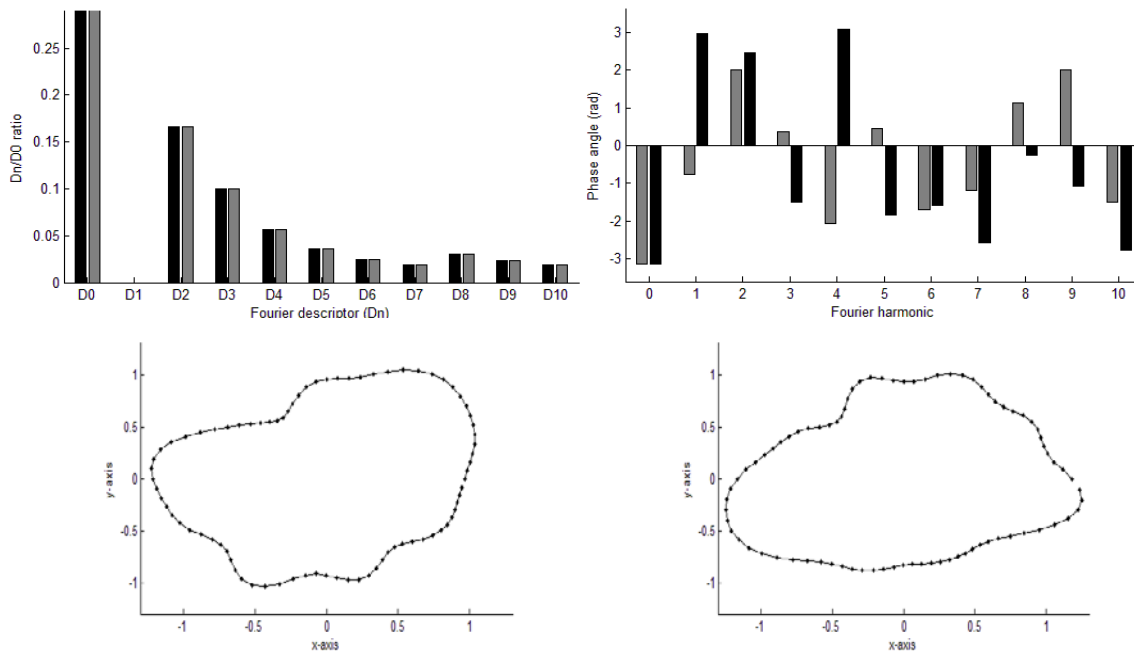 Dn/D0 ratio
0.25
0.2
0.15
0.1
0.05
0
D0 D1 D2 D3 D4 D5 D6 D7 D8 D9 D10
Fourier descriptor (Dn)
Phase angle (rad)
3
2
1
0
-1
-2
-3
0 1 2 3 4 5 6 7 8 9 10
Fourier harmonic
y-axis
1
0.5
0
-0.5
-1
-1 -0.5 0 0.5 1
x-axis
y-axis
1
0.5
0
-0.5
-1
-1 -0.5 0 0.5 1
x-axis